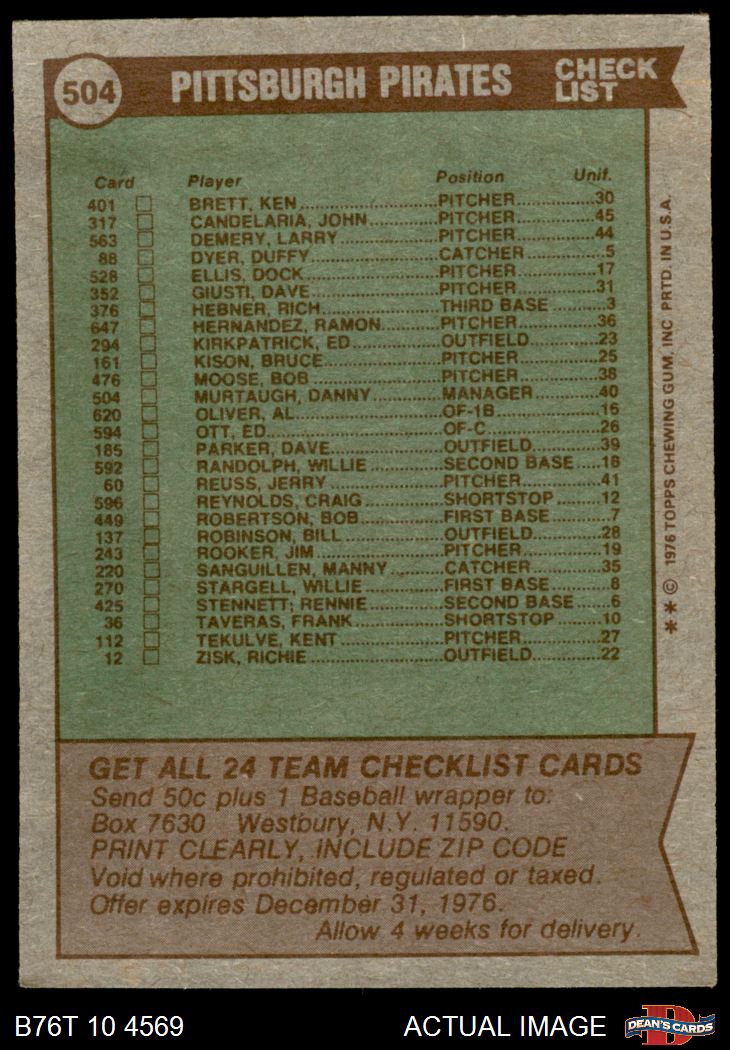 504 PITTSBURGH PIRATES CHECK LIST
Card Player Position Unif.
401 BRETT, KEN PITCHER 30
317 CANDELARIA, JOHN PITCHER 45
563 DEMERY, LARRY PITCHER 44
88 DYER, DUFFY CATCHER 5
528 ELLIS, DOCK PITCHER 17
352 GIUSTI, DAVE PITCHER 31
376 HEBNER, RICH THIRD BASE 3
647 HERNANDEZ, RAMON PITCHER 36
294 KIRKPATRICK, ED OUTFIELD 23
161 KISON, BRUCE PITCHER 25
476 MOOSE, BOB PITCHER 38
504 MURTAUGH, DANNY MANAGER 40
620 OLIVER, AL OF-1B 16
594 OTT, ED OF-C 26
185 PARKER, DAVE OUTFIELD 39
592 RANDOLPH, WILLIE SECOND BASE 18
60 REUSS, JERRY PITCHER 41
596 REYNOLDS, CRAIG SHORTSTOP 12
449 ROBERTSON, BOB FIRST BASE 7
137 ROBINSON, BILL OUTFIELD 28
243 ROOKER, JIM PITCHER 19
220 SANGUILLEN, MANNY CATCHER 35
270 STARGELL, WILLIE FIRST BASE 8
425 STENNETT, RENNIE SECOND BASE 6
36 TAVERAS, FRANK SHORTSTOP 10
112 TEKULVE, KENT PITCHER 27
12 ZISK, RICHIE OUTFIELD 22
** © 1976 TOPPS CHEWING GUM, INC PRTD. IN U.S.A.
GET ALL 24 TEAM CHECKLIST CARDS
Send 50c plus 1 Baseball wrapper to:
Box 7630 Westbury, N.Y. 11590.
PRINT CLEARLY, INCLUDE ZIP CODE
Void where prohibited, regulated or taxed.
Offer expires December 31, 1976.
Allow 4 weeks for delivery.
B76T 10 4569 ACTUAL IMAGE DEAN'S CARDS